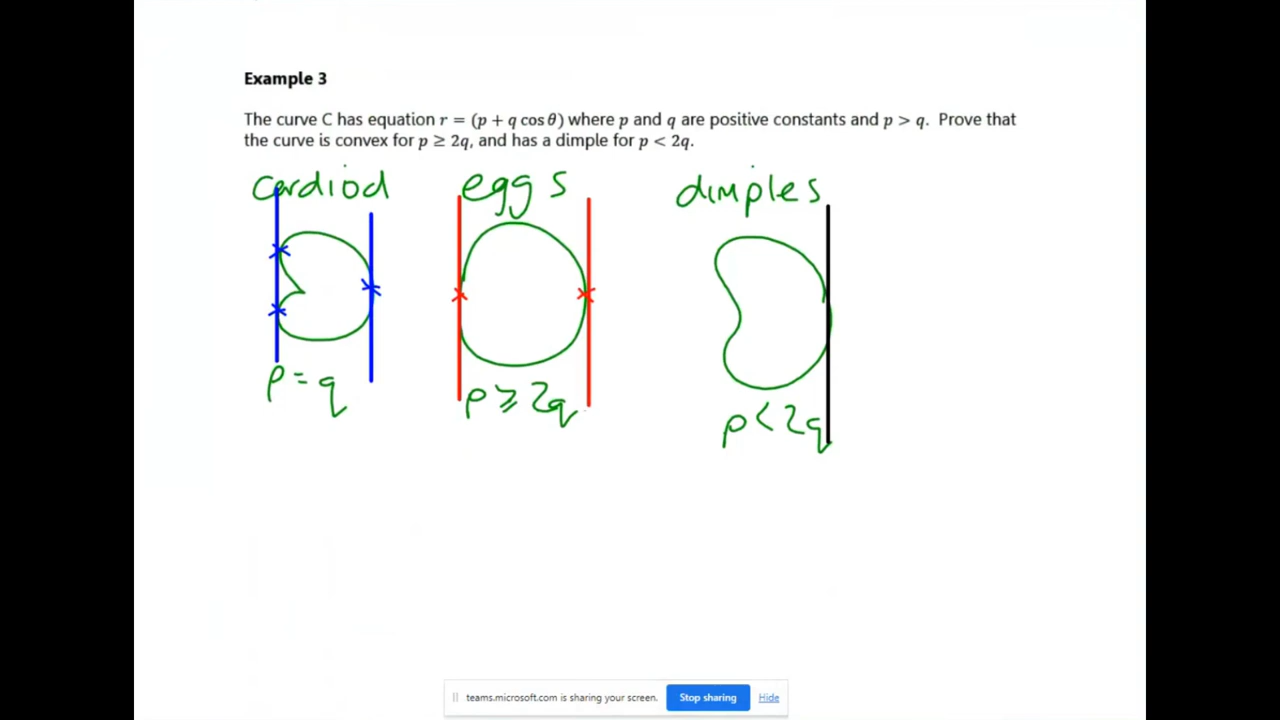 Example 3
The curve C has equation r = (p + q cos θ) where p and q are positive constants and p > q. Prove that
the curve is convex for p ≥ 2q, and has a dimple for p < 2q.
cardiod eggs dimples
p = q p ⩾ 2q p < 2q
teams.microsoft.com is sharing your screen. Stop sharing Hide